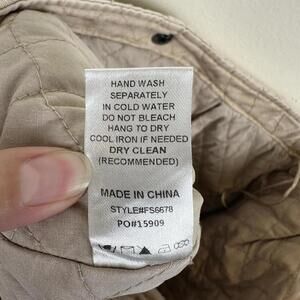 HAND WASH
SEPARATELY
IN COLD WATER
DO NOT BLEACH
HANG TO DRY
COOL IRON IF NEEDED
DRY CLEAN
(RECOMMENDED)
MADE IN CHINA
STYLE#FS6678
PO#15909